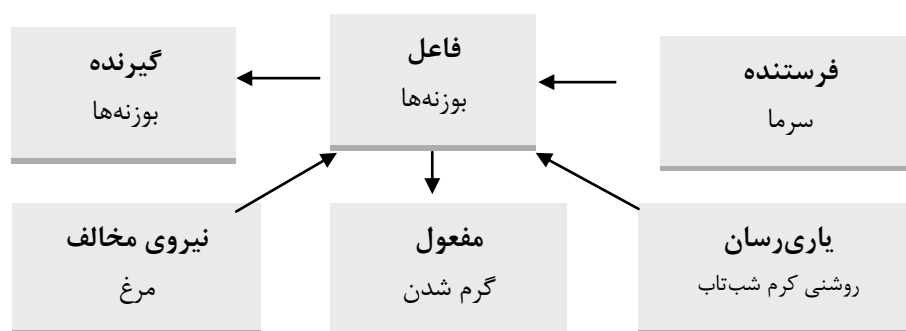 فرستنده
سرما
فاعل
بوزنه‌ها
گیرنده
بوزنه‌ها
یاری‌رسان
روشنی کرم شب‌تاب
مفعول
گرم شدن
نیروی مخالف
مرغ